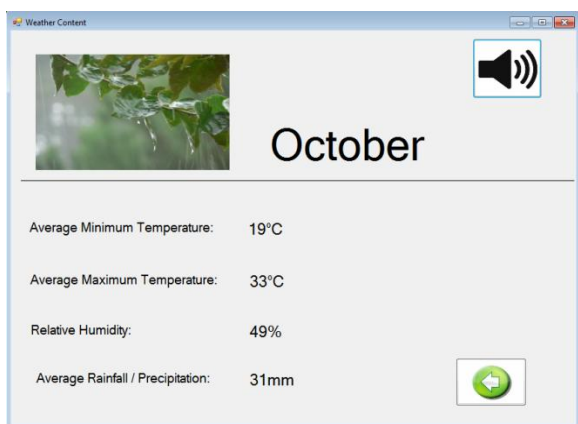 Weather Content
October
Average Minimum Temperature: 19°C
Average Maximum Temperature: 33°C
Relative Humidity: 49%
Average Rainfall / Precipitation: 31mm